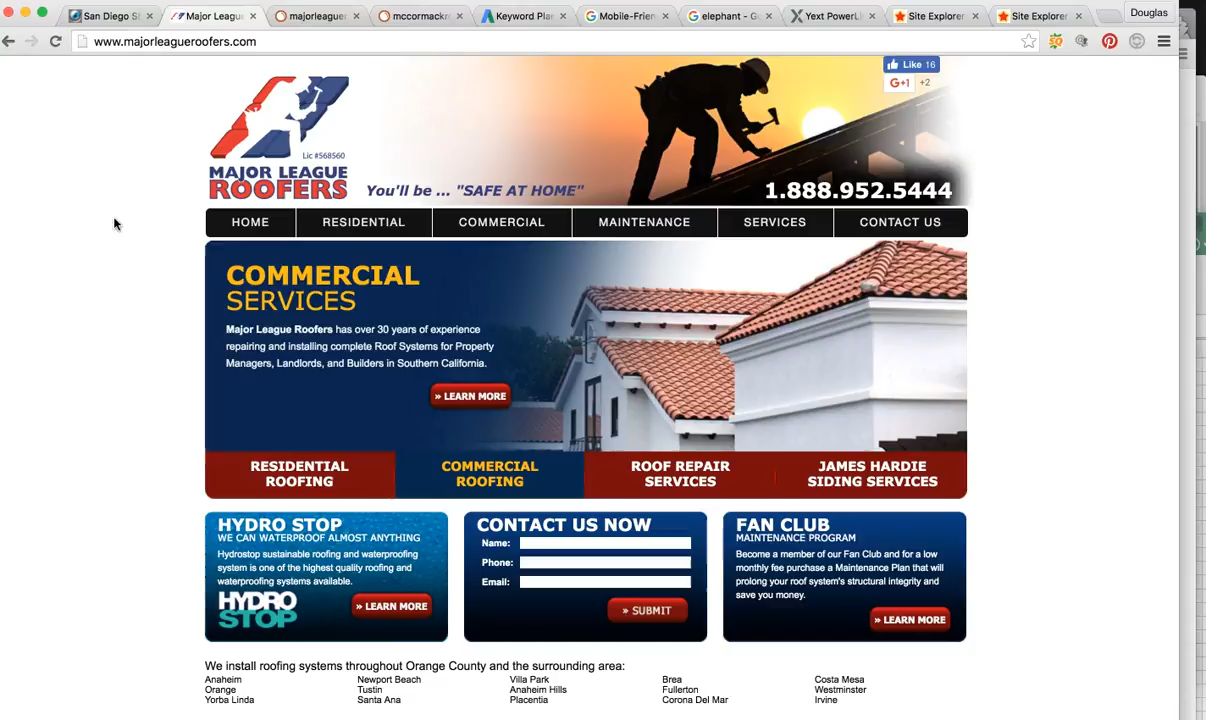 San Diego S
Major Leagu
majorleaguer
mccormackr
Keyword Plan
Mobile-Frien
elephant - Go
Yext PowerLi
Site Explorer
Site Explorer
Douglas
www.majorleagueroofers.com
Like 16
G+1 +2
Lic #568560
MAJOR LEAGUE
ROOFERS
You'll be ... "SAFE AT HOME"
1.888.952.5444
HOME RESIDENTIAL COMMERCIAL MAINTENANCE SERVICES CONTACT US
COMMERCIAL
SERVICES
Major League Roofers has over 30 years of experience
repairing and installing complete Roof Systems for Property
Managers, Landlords, and Builders in Southern California.
» LEARN MORE
RESIDENTIAL
ROOFING
COMMERCIAL
ROOFING
ROOF REPAIR
SERVICES
JAMES HARDIE
SIDING SERVICES
HYDRO STOP
WE CAN WATERPROOF ALMOST ANYTHING
Hydrostop sustainable roofing and waterproofing
system is one of the highest quality roofing and
waterproofing systems available.
HYDRO
STOP
» LEARN MORE
CONTACT US NOW
Name:
Phone:
Email:
» SUBMIT
FAN CLUB
MAINTENANCE PROGRAM
Become a member of our Fan Club and for a low
monthly fee purchase a Maintenance Plan that will
prolong your roof system's structural integrity and
save you money.
» LEARN MORE
We install roofing systems throughout Orange County and the surrounding area:
Anaheim Newport Beach Villa Park Brea Costa Mesa
Orange Tustin Anaheim Hills Fullerton Westminster
Yorba Linda Santa Ana Placentia Corona Del Mar Irvine